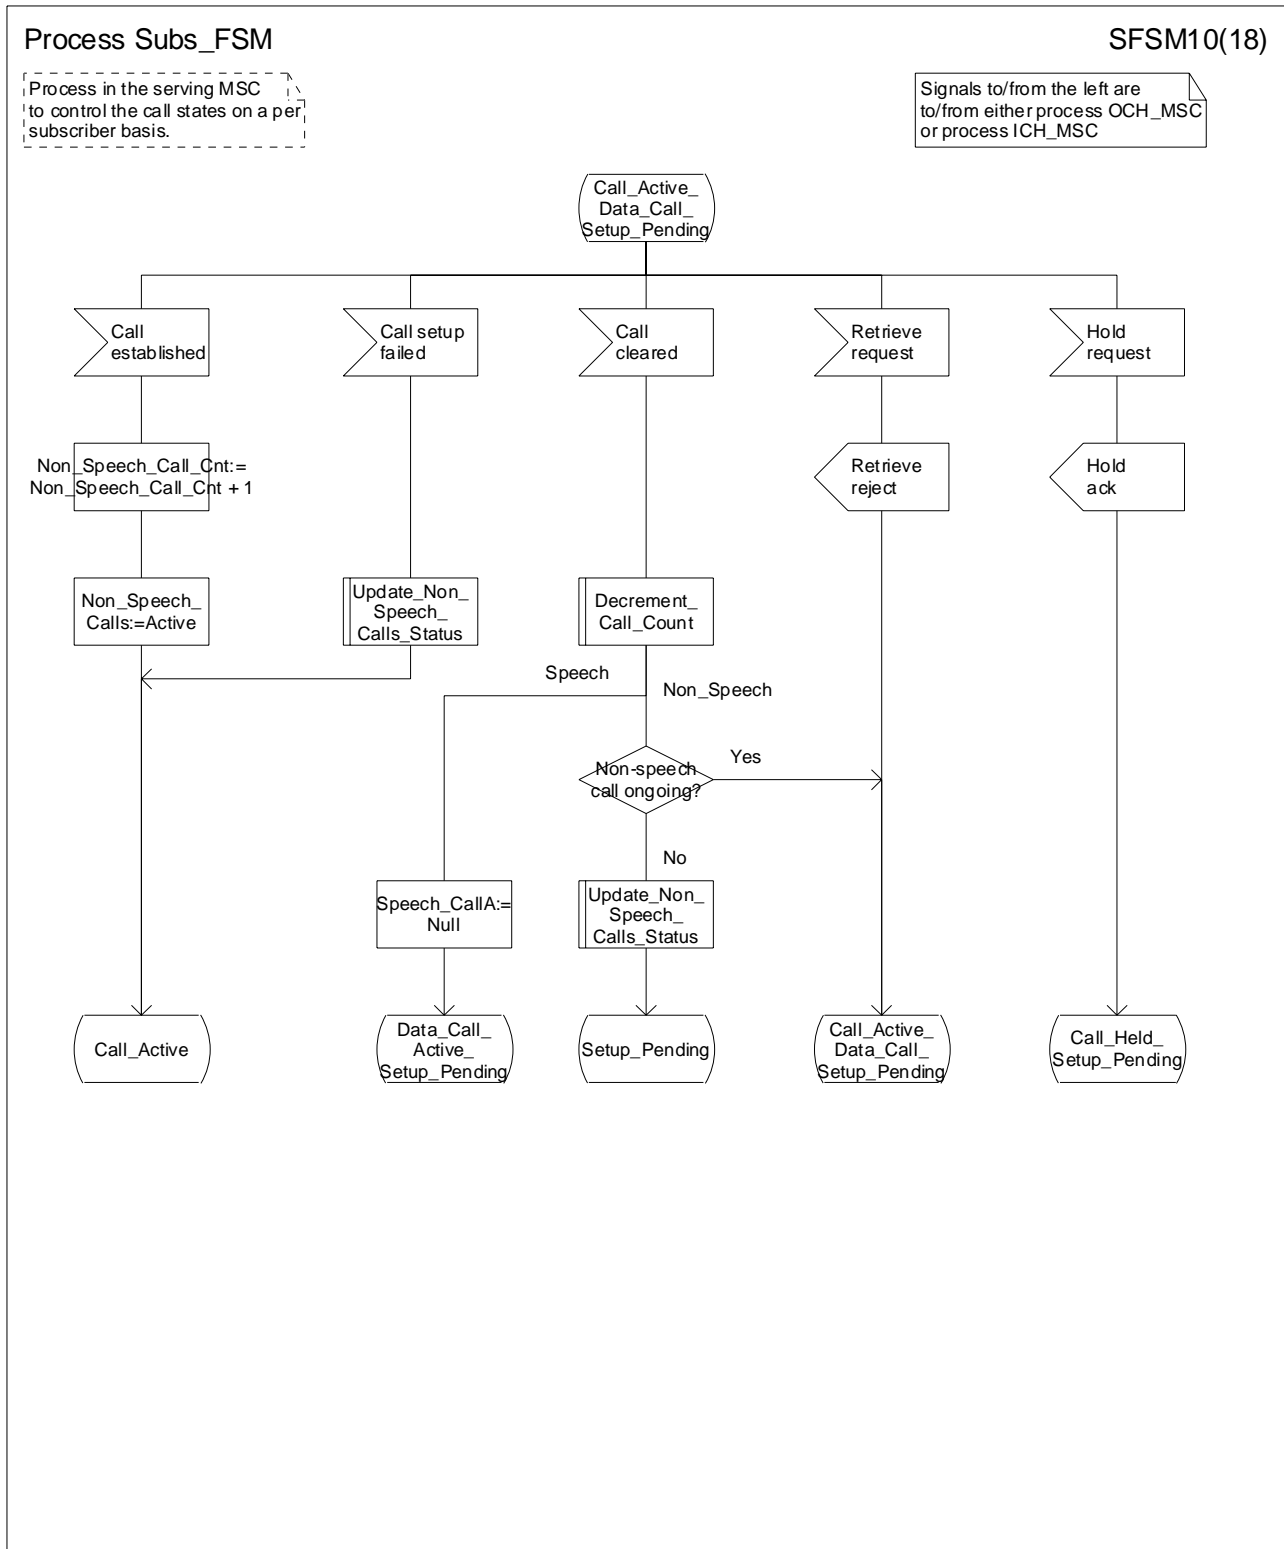 Process Subs_FSM
SFSM10(18)
Process in the serving MSC
to control the call states on a per
subscriber basis.
Signals to/from the left are
to/from either process OCH_MSC
or process ICH_MSC
Call_Active_
Data_Call_
Setup_Pending
Call
established
Call setup
failed
Call
cleared
Retrieve
request
Hold
request
Non_Speech_Call_Cnt:=
Non_Speech_Call_Cnt + 1
Retrieve
reject
Hold
ack
Non_Speech_
Calls:=Active
Update_Non_
Speech_
Calls_Status
Decrement_
Call_Count
Speech
Non_Speech
Non-speech
call ongoing?
Yes
No
Speech_CallA:=
Null
Update_Non_
Speech_
Calls_Status
Call_Active
Data_Call_
Active_
Setup_Pending
Setup_Pending
Call_Active_
Data_Call_
Setup_Pending
Call_Held_
Setup_Pending